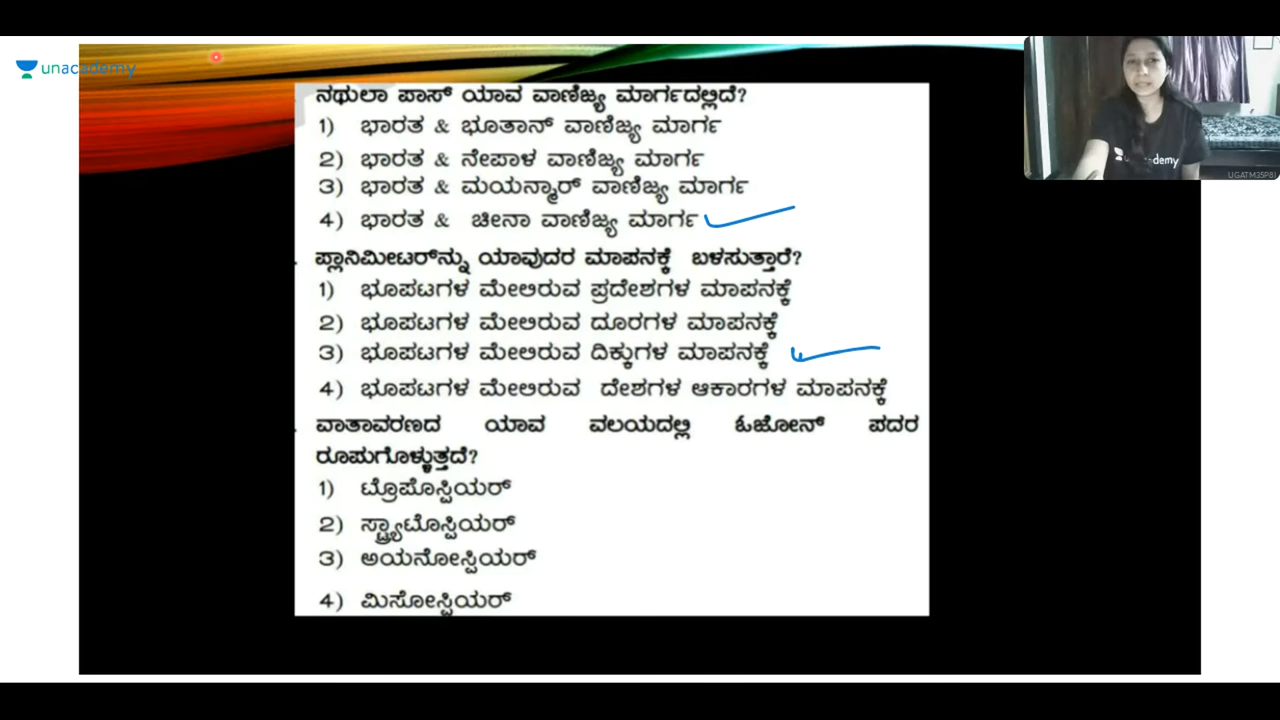 unacademy
ನಥುಲಾ ಪಾಸ್ ಯಾವ ವಾಣಿಜ್ಯ ಮಾರ್ಗದಲ್ಲಿದೆ?
1) ಭಾರತ & ಭೂತಾನ್ ವಾಣಿಜ್ಯ ಮಾರ್ಗ
2) ಭಾರತ & ನೇಪಾಳ ವಾಣಿಜ್ಯ ಮಾರ್ಗ
3) ಭಾರತ & ಮಯನ್ಮಾರ್ ವಾಣಿಜ್ಯ ಮಾರ್ಗ
4) ಭಾರತ & ಚೀನಾ ವಾಣಿಜ್ಯ ಮಾರ್ಗ
ಪ್ಲಾನಿಮೀಟರ್‌ನ್ನು ಯಾವುದರ ಮಾಪನಕ್ಕೆ ಬಳಸುತ್ತಾರೆ?
1) ಭೂಪಟಗಳ ಮೇಲಿರುವ ಪ್ರದೇಶಗಳ ಮಾಪನಕ್ಕೆ
2) ಭೂಪಟಗಳ ಮೇಲಿರುವ ದೂರಗಳ ಮಾಪನಕ್ಕೆ
3) ಭೂಪಟಗಳ ಮೇಲಿರುವ ದಿಕ್ಕುಗಳ ಮಾಪನಕ್ಕೆ
4) ಭೂಪಟಗಳ ಮೇಲಿರುವ ದೇಶಗಳ ಆಕಾರಗಳ ಮಾಪನಕ್ಕೆ
ವಾತಾವರಣದ ಯಾವ ವಲಯದಲ್ಲಿ ಓಜೋನ್ ಪದರ
ರೂಪುಗೊಳ್ಳುತ್ತದೆ?
1) ಟ್ರೊಪೊಸ್ಪಿಯರ್
2) ಸ್ಟ್ರ್ಯಾಟೊಸ್ಪಿಯರ್
3) ಅಯನೋಸ್ಪಿಯರ್
4) ಮಿಸೋಸ್ಪಿಯರ್
unacademy
UGATM3SP8I